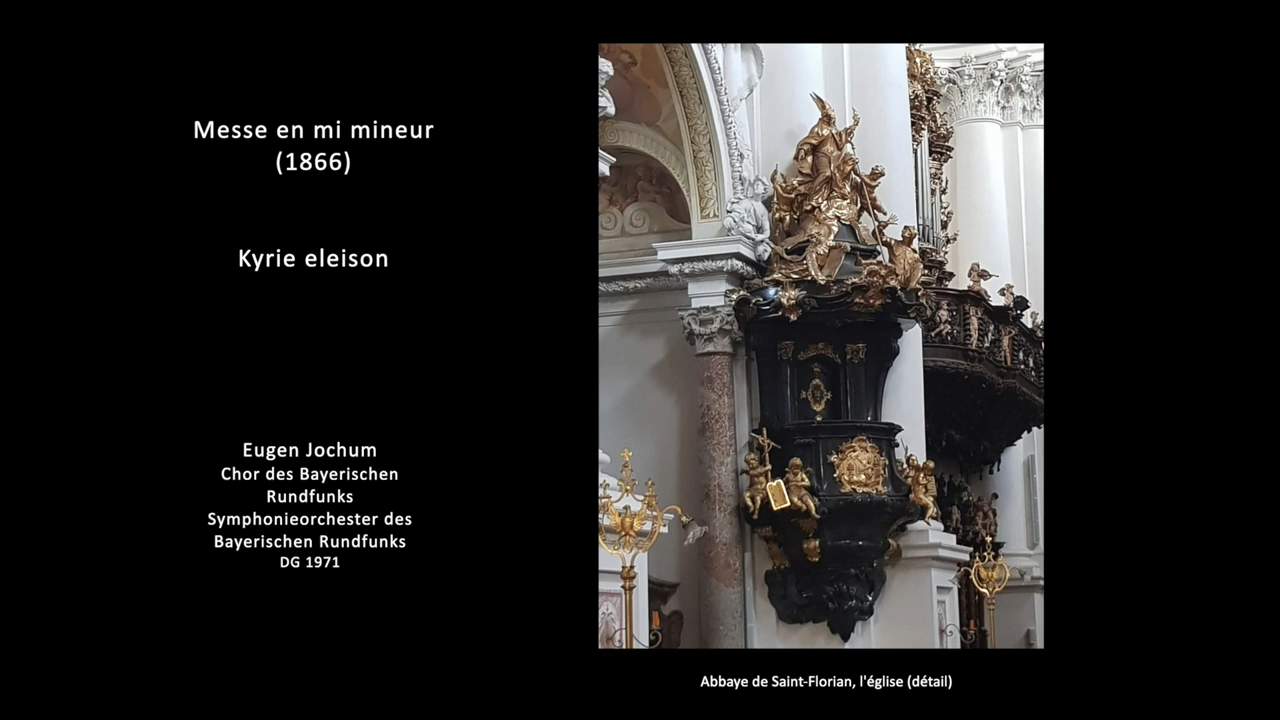 Messe en mi mineur
(1866)
Kyrie eleison
Eugen Jochum
Chor des Bayerischen
Rundfunks
Symphonieorchester des
Bayerischen Rundfunks
DG 1971
Abbaye de Saint-Florian, l'église (détail)